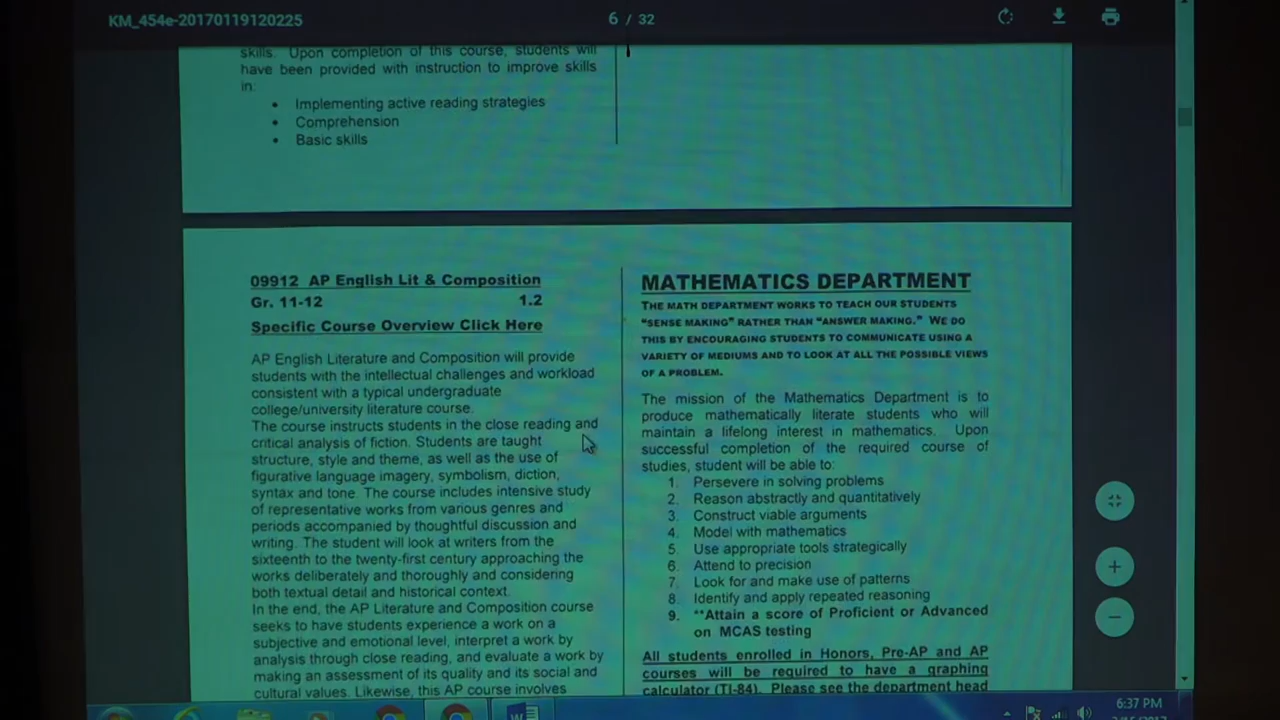 KM_454e-20170119120225
6 / 32
skills. Upon completion of this course, students will
have been provided with instruction to improve skills
in:
• Implementing active reading strategies
• Comprehension
• Basic skills
09912 AP English Lit & Composition
Gr. 11-12 1.2
Specific Course Overview Click Here
AP English Literature and Composition will provide
students with the intellectual challenges and workload
consistent with a typical undergraduate
college/university literature course.
The course instructs students in the close reading and
critical analysis of fiction. Students are taught
structure, style and theme, as well as the use of
figurative language imagery, symbolism, diction,
syntax and tone. The course includes intensive study
of representative works from various genres and
periods accompanied by thoughtful discussion and
writing. The student will look at writers from the
sixteenth to the twenty-first century approaching the
works deliberately and thoroughly and considering
both textual detail and historical context.
In the end, the AP Literature and Composition course
seeks to have students experience a work on a
subjective and emotional level, interpret a work by
analysis through close reading, and evaluate a work by
making an assessment of its quality and its social and
cultural values. Likewise, this AP course involves
MATHEMATICS DEPARTMENT
THE MATH DEPARTMENT WORKS TO TEACH OUR STUDENTS
“SENSE MAKING” RATHER THAN “ANSWER MAKING.” WE DO
THIS BY ENCOURAGING STUDENTS TO COMMUNICATE USING A
VARIETY OF MEDIUMS AND TO LOOK AT ALL THE POSSIBLE VIEWS
OF A PROBLEM.
The mission of the Mathematics Department is to
produce mathematically literate students who will
maintain a lifelong interest in mathematics. Upon
successful completion of the required course of
studies, student will be able to:
1. Persevere in solving problems
2. Reason abstractly and quantitatively
3. Construct viable arguments
4. Model with mathematics
5. Use appropriate tools strategically
6. Attend to precision
7. Look for and make use of patterns
8. Identify and apply repeated reasoning
9. **Attain a score of Proficient or Advanced
on MCAS testing
All students enrolled in Honors, Pre-AP and AP
courses will be required to have a graphing
calculator (TI-84). Please see the department head
6:37 PM